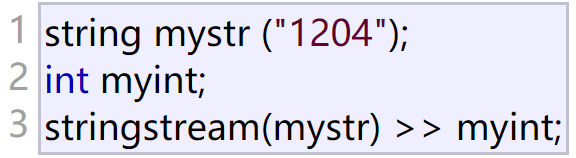 1 string mystr ("1204");
2 int myint;
3 stringstream(mystr) >> myint;